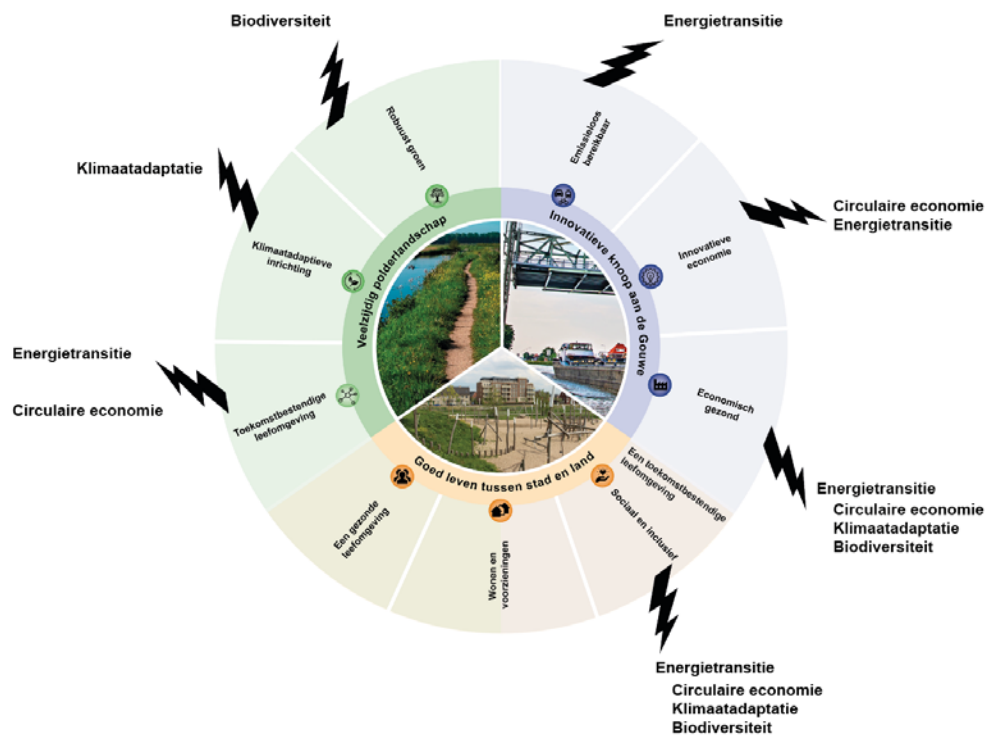 Biodiversiteit
Energietransitie
Robuust groen
Emissieloos
bereikbaar
Klimaatadaptatie
Circulaire economie
Energietransitie
Klimaatadaptieve
inrichting
Innovatieve
economie
Veelzijdig polderlandschap
Innovatieve knoop aan de Gouwe
Energietransitie
Circulaire economie
Toekomstbestendige
leefomgeving
Economisch
gezond
Goed leven tussen stad en land
Een gezonde
leefomgeving
Wonen en
voorzieningen
Een toekomstbestendige
leefomgeving
Sociaal en inclusief
Energietransitie
Circulaire economie
Klimaatadaptatie
Biodiversiteit
Energietransitie
Circulaire economie
Klimaatadaptatie
Biodiversiteit